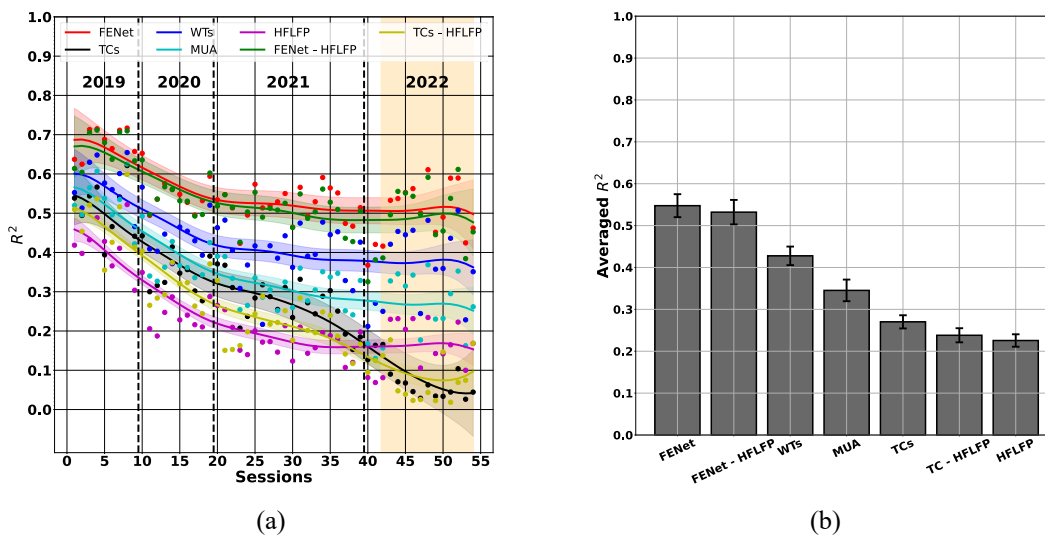 1.0
FENet WTs HFLFP TCs - HFLFP
TCs MUA FENet - HFLFP
0.9
2019 2020 2021 2022
0.8
0.7
0.6
0.5
0.4
0.3
0.2
0.1
0.0
R²
0 5 10 15 20 25 30 35 40 45 50 55
Sessions
(a)
1.0
0.9
0.8
0.7
0.6
0.5
0.4
0.3
0.2
0.1
0.0
Averaged R²
FENet FENet - HFLFP WTs MUA TCs TC - HFLFP HFLFP
(b)